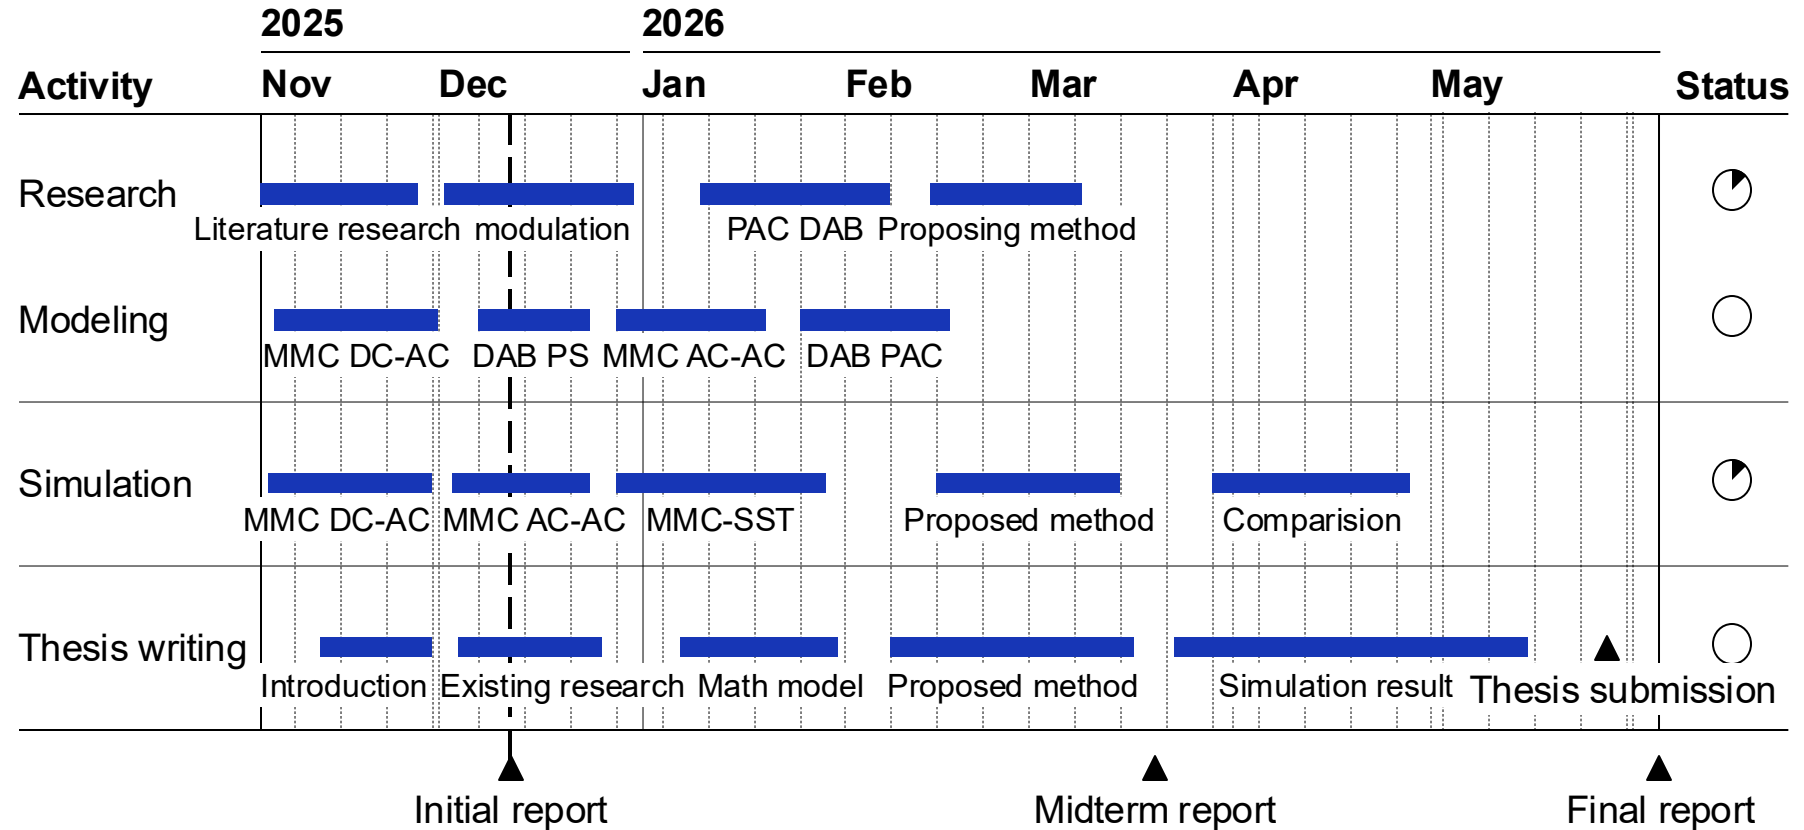 2025 2026
Activity Nov Dec Jan Feb Mar Apr May Status
Research
Literature research modulation PAC DAB Proposing method
Modeling
MMC DC-AC DAB PS MMC AC-AC DAB PAC
Simulation
MMC DC-AC MMC AC-AC MMC-SST Proposed method Comparision
Thesis writing
Introduction Existing research Math model Proposed method Simulation result Thesis submission
Initial report Midterm report Final report